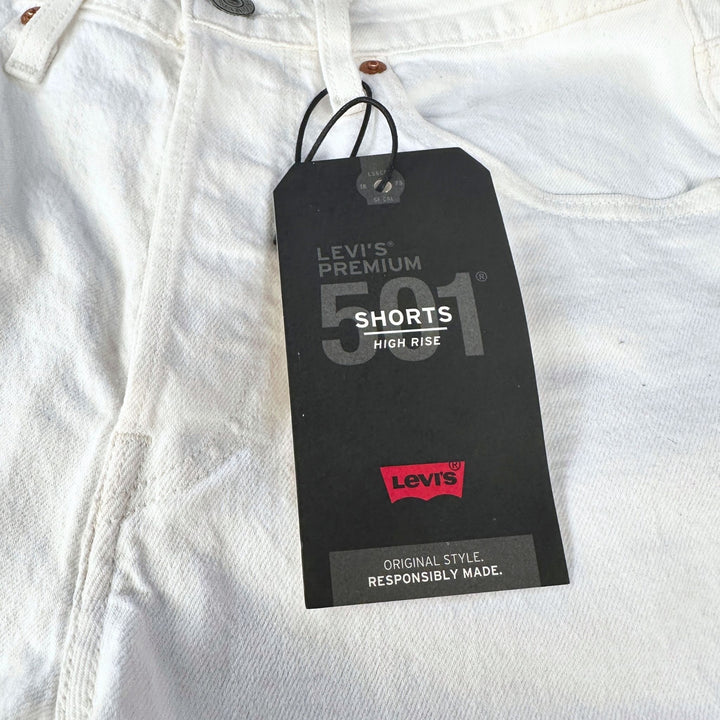 LEVI'S®
PREMIUM
501®
SHORTS
HIGH RISE
LEVI'S®
ORIGINAL STYLE.
RESPONSIBLY MADE.